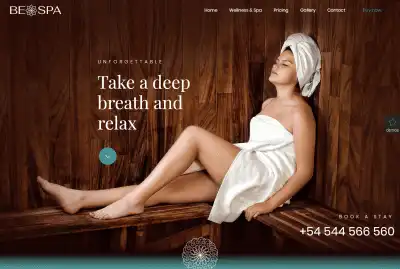 BE SPA
Home Wellness & Spa Pricing Gallery Contact
UNFORGETTABLE
Take a deep
breath and
relax
BOOK & STAY
+54 544 566 560